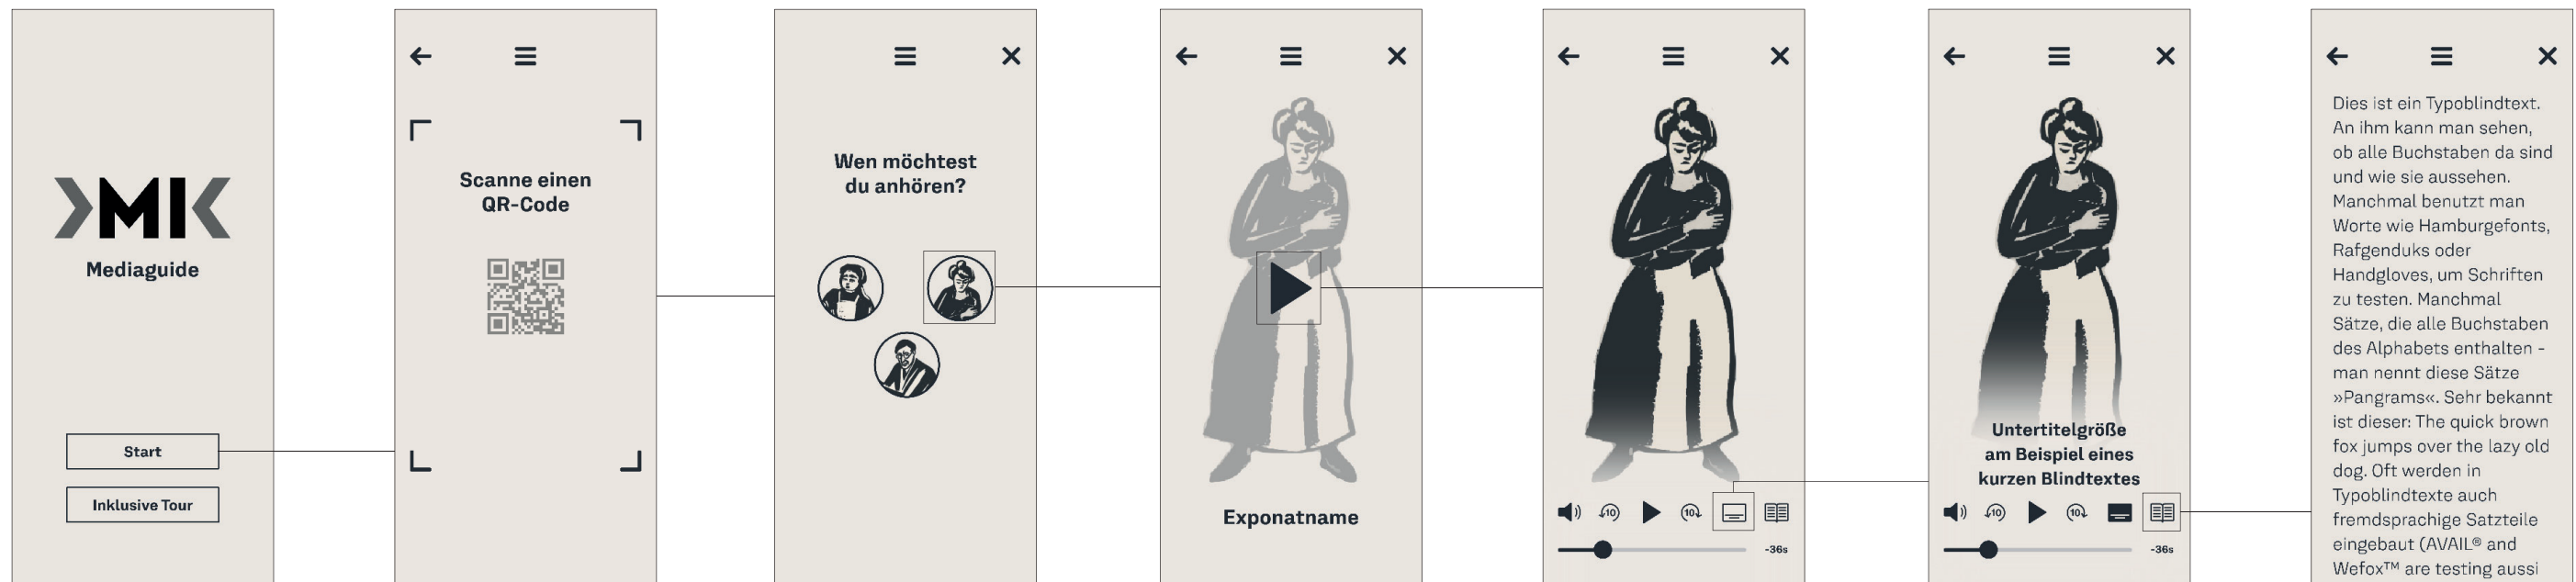 MK
Mediaguide
Start
Inklusive Tour
Scanne einen
QR-Code
Wen möchtest
du anhören?
Exponatname
10
10
-36s
Untertitelgröße
am Beispiel eines
kurzen Blindtextes
10
10
-36s
Dies ist ein Typoblindtext.
An ihm kann man sehen,
ob alle Buchstaben da sind
und wie sie aussehen.
Manchmal benutzt man
Worte wie Hamburgefonts,
Rafgenduks oder
Handgloves, um Schriften
zu testen. Manchmal
Sätze, die alle Buchstaben
des Alphabets enthalten -
man nennt diese Sätze
»Pangrams«. Sehr bekannt
ist dieser: The quick brown
fox jumps over the lazy old
dog. Oft werden in
Typoblindtexte auch
fremdsprachige Satzteile
eingebaut (AVAIL® and
Wefox™ are testing aussi